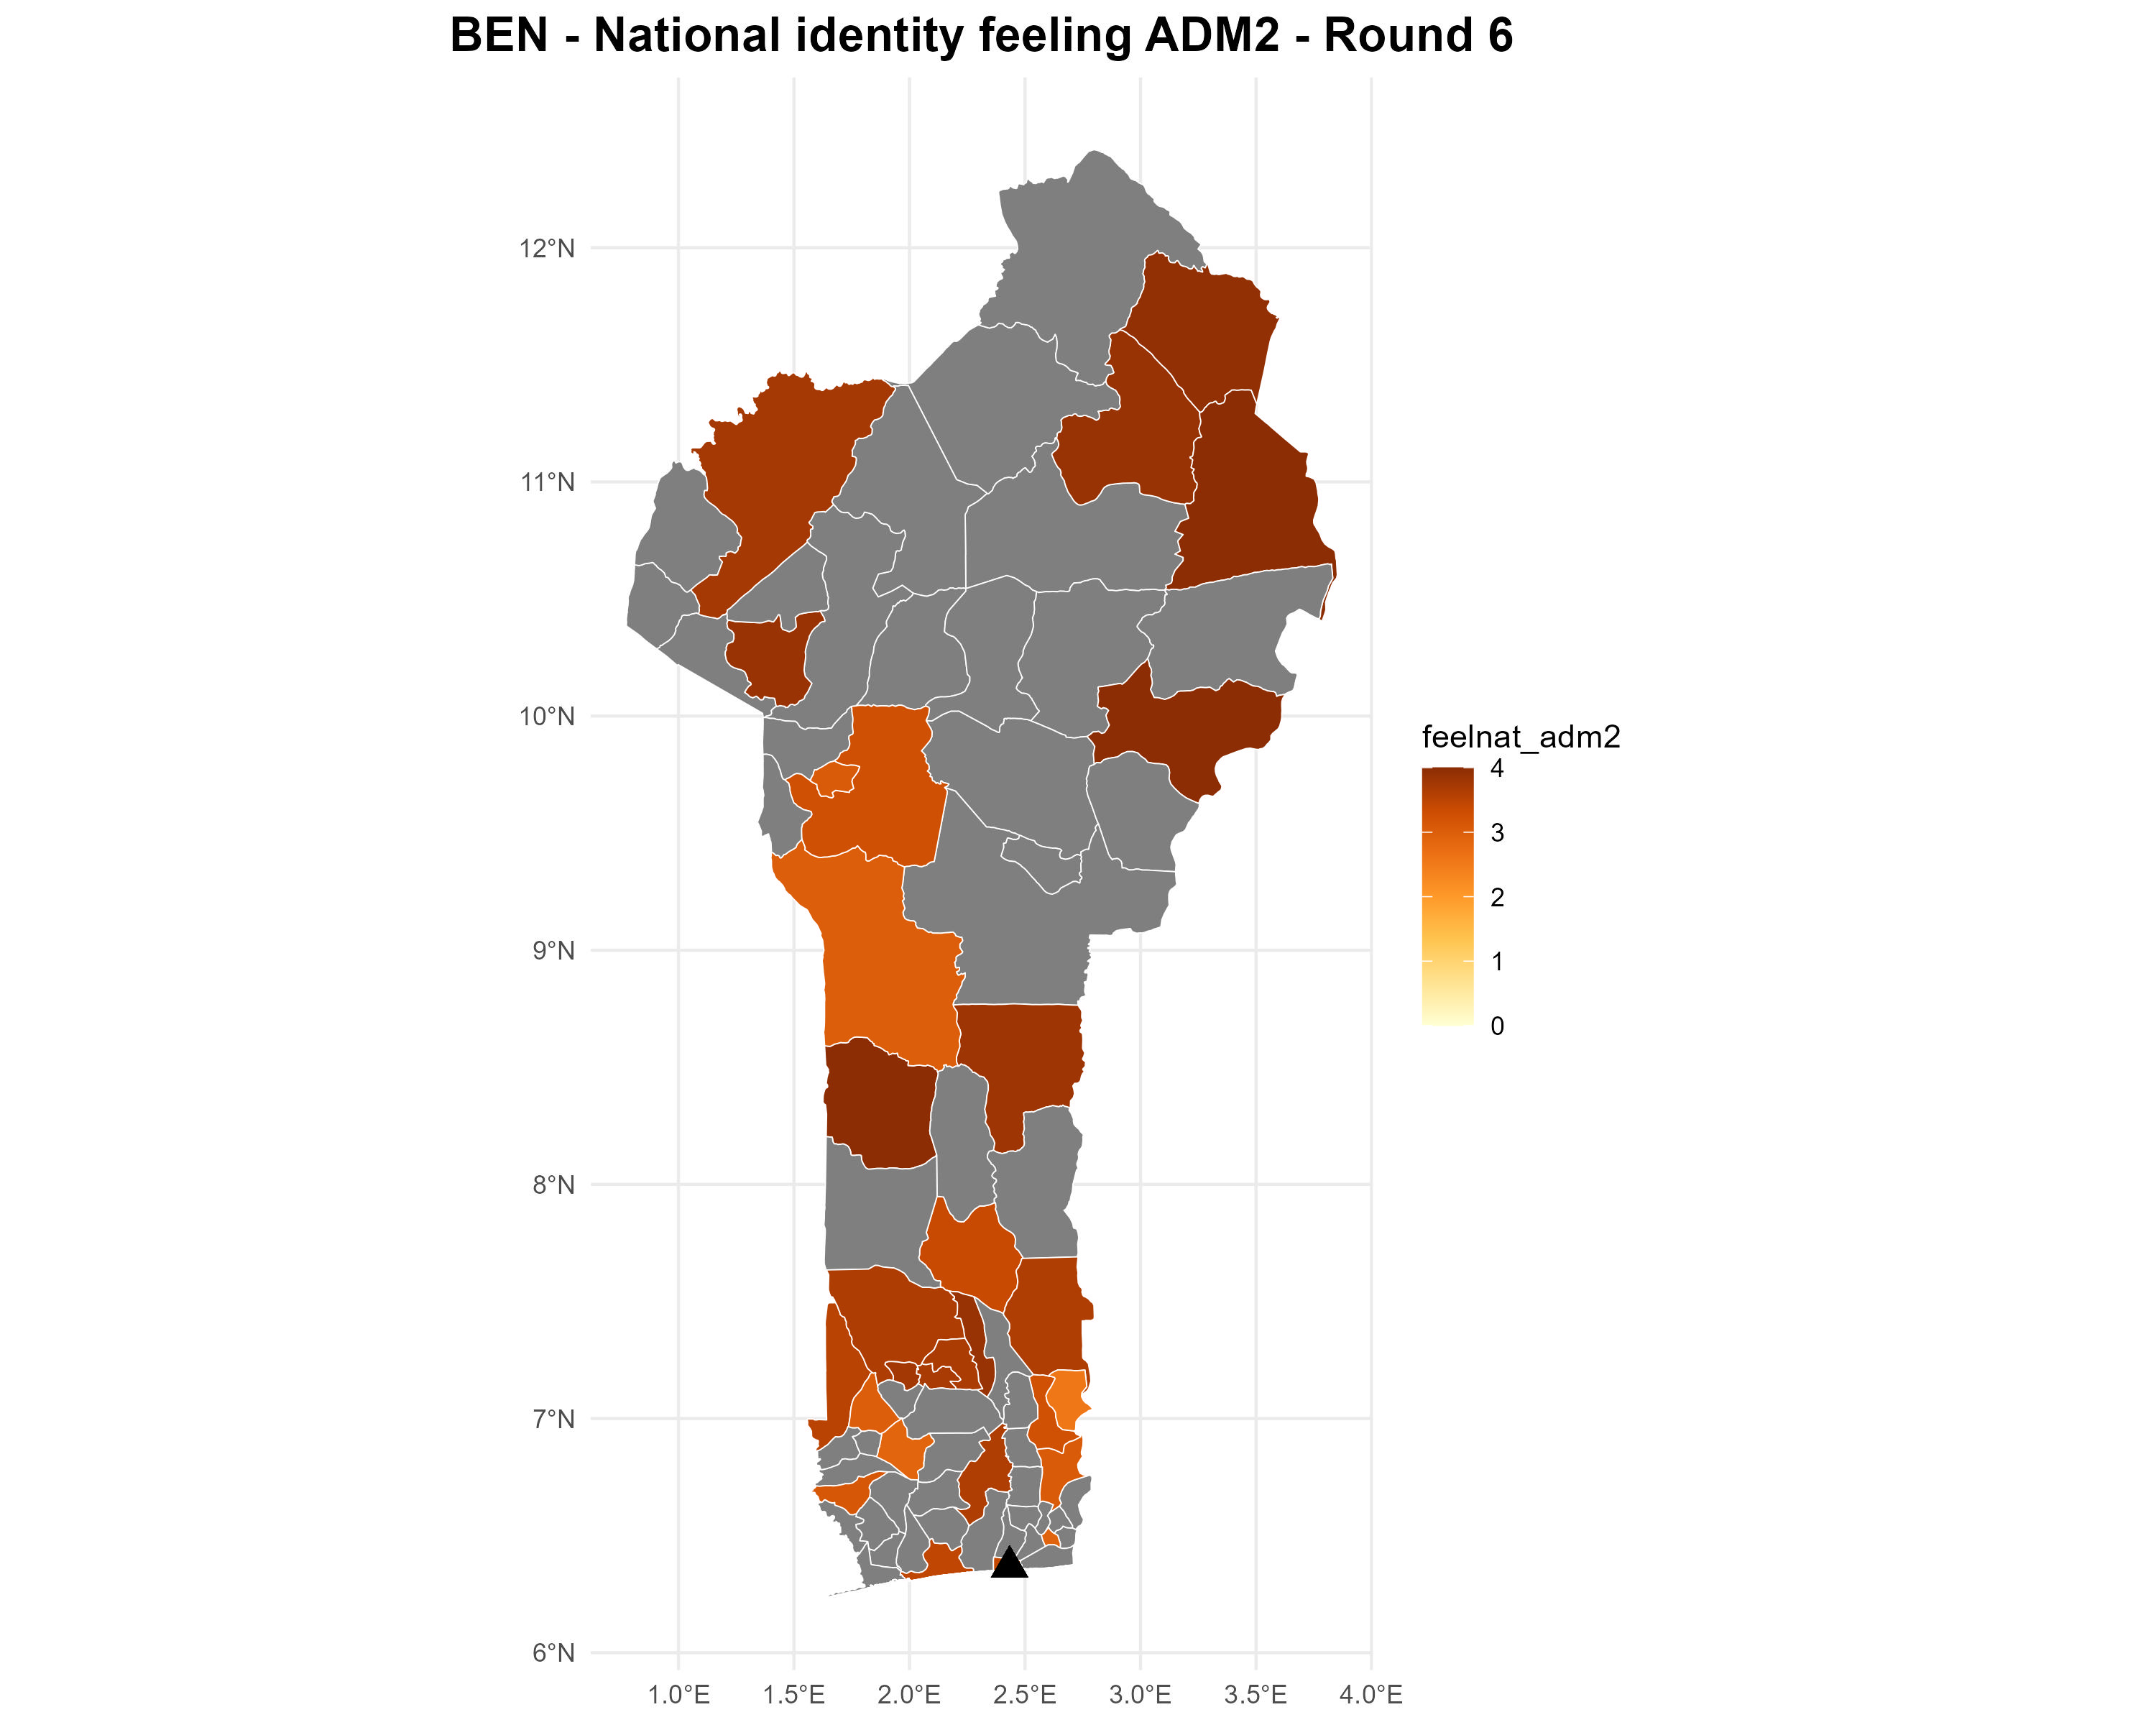 BEN - National identity feeling ADM2 - Round 6
12°N
11°N
10°N
9°N
8°N
7°N
6°N
1.0°E 1.5°E 2.0°E 2.5°E 3.0°E 3.5°E 4.0°E
feelnat_adm2
4
3
2
1
0